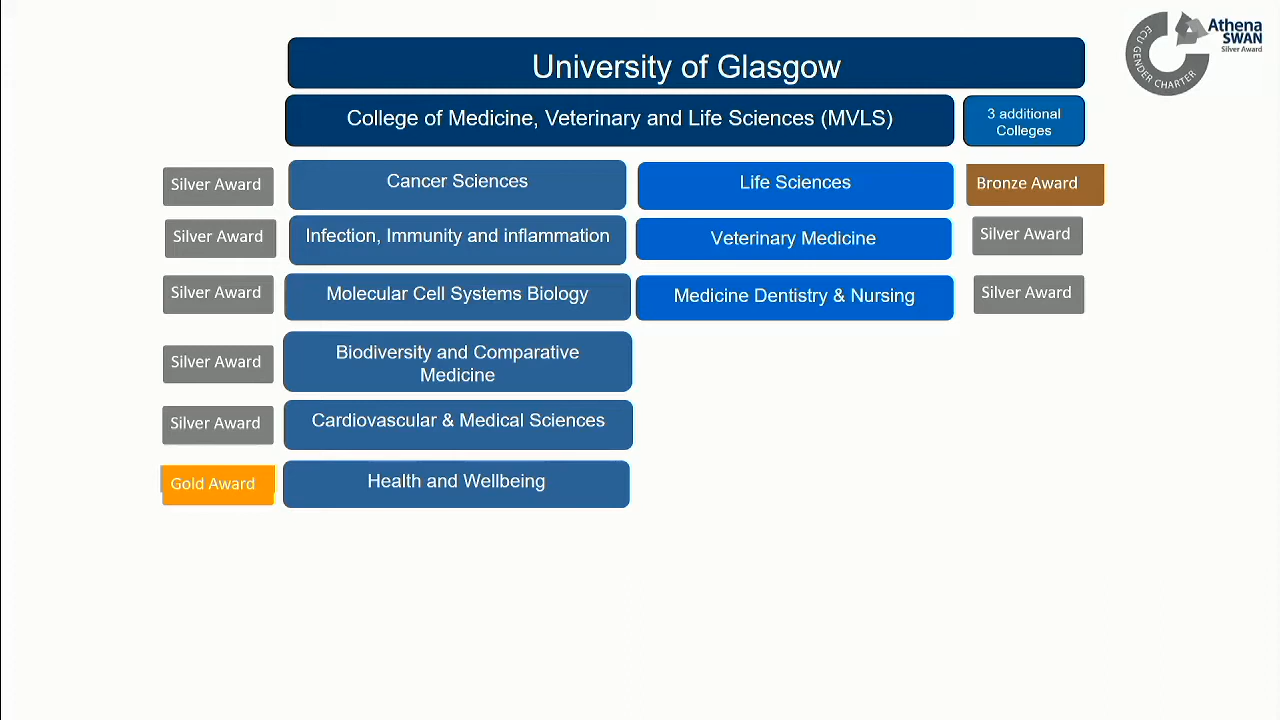 Athena
SWAN
Silver Award
ECU GENDER CHARTER
University of Glasgow
College of Medicine, Veterinary and Life Sciences (MVLS)
3 additional
Colleges
Silver Award
Cancer Sciences
Life Sciences
Bronze Award
Silver Award
Infection, Immunity and inflammation
Veterinary Medicine
Silver Award
Silver Award
Molecular Cell Systems Biology
Medicine Dentistry & Nursing
Silver Award
Silver Award
Biodiversity and Comparative
Medicine
Silver Award
Cardiovascular & Medical Sciences
Gold Award
Health and Wellbeing